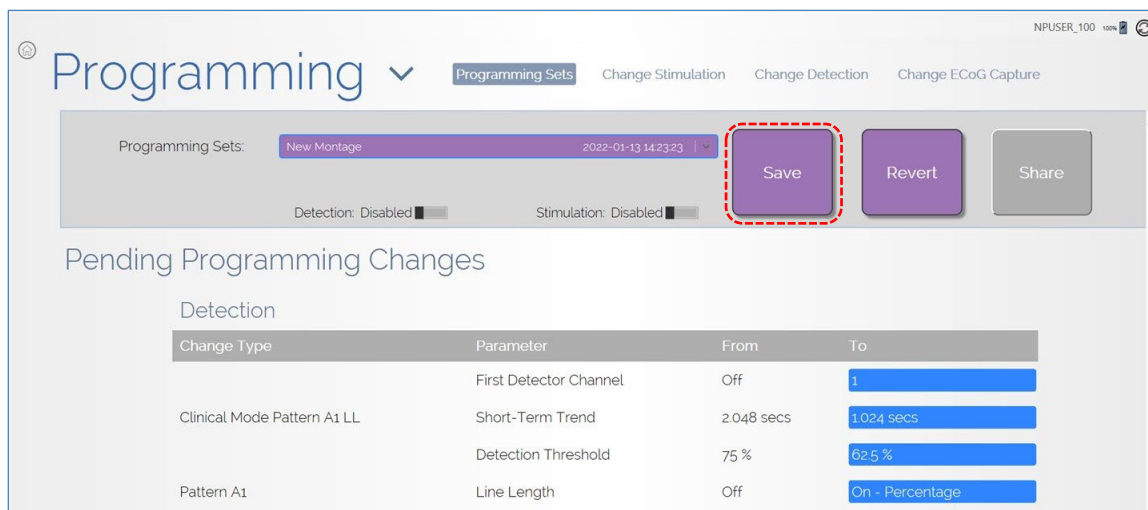 NPUSER_100 100%
Programming Programming Sets Change Stimulation Change Detection Change ECoG Capture
Programming Sets: New Montage 2022-01-13 14:23:23 Save Revert Share
Detection: Disabled Stimulation: Disabled
Pending Programming Changes
Detection
Change Type Parameter From To
First Detector Channel Off 1
Clinical Mode Pattern A1 LL Short-Term Trend 2.048 secs 1.024 secs
Detection Threshold 75 % 62.5 %
Pattern A1 Line Length Off On - Percentage